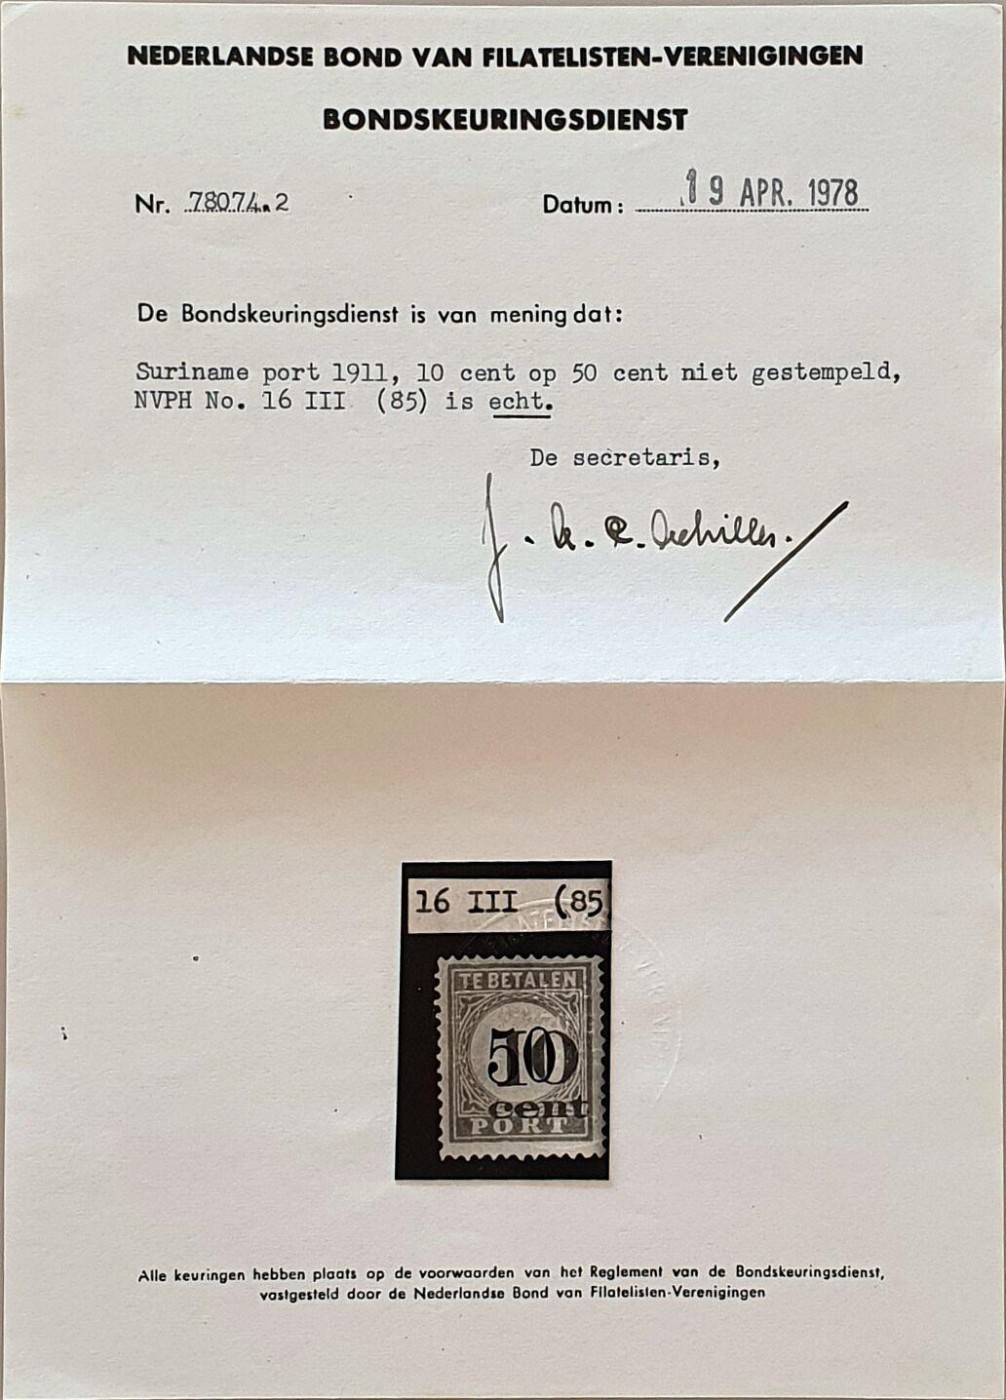 NEDERLANDSE BOND VAN FILATELISTEN-VERENIGINGEN
BONDSKEURINGSDIENST
Nr. 78074.2 Datum: 19 APR. 1978
De Bondskeuringsdienst is van mening dat:
Suriname port 1911, 10 cent op 50 cent niet gestempeld,
NVPH No. 16 III (85) is echt.
De secretaris,
16 III (85
TE BETALEN
50
10
cent
PORT
Alle keuringen hebben plaats op de voorwaarden van het Reglement van de Bondskeuringsdienst,
vastgesteld door de Nederlandse Bond van Filatelisten-Verenigingen